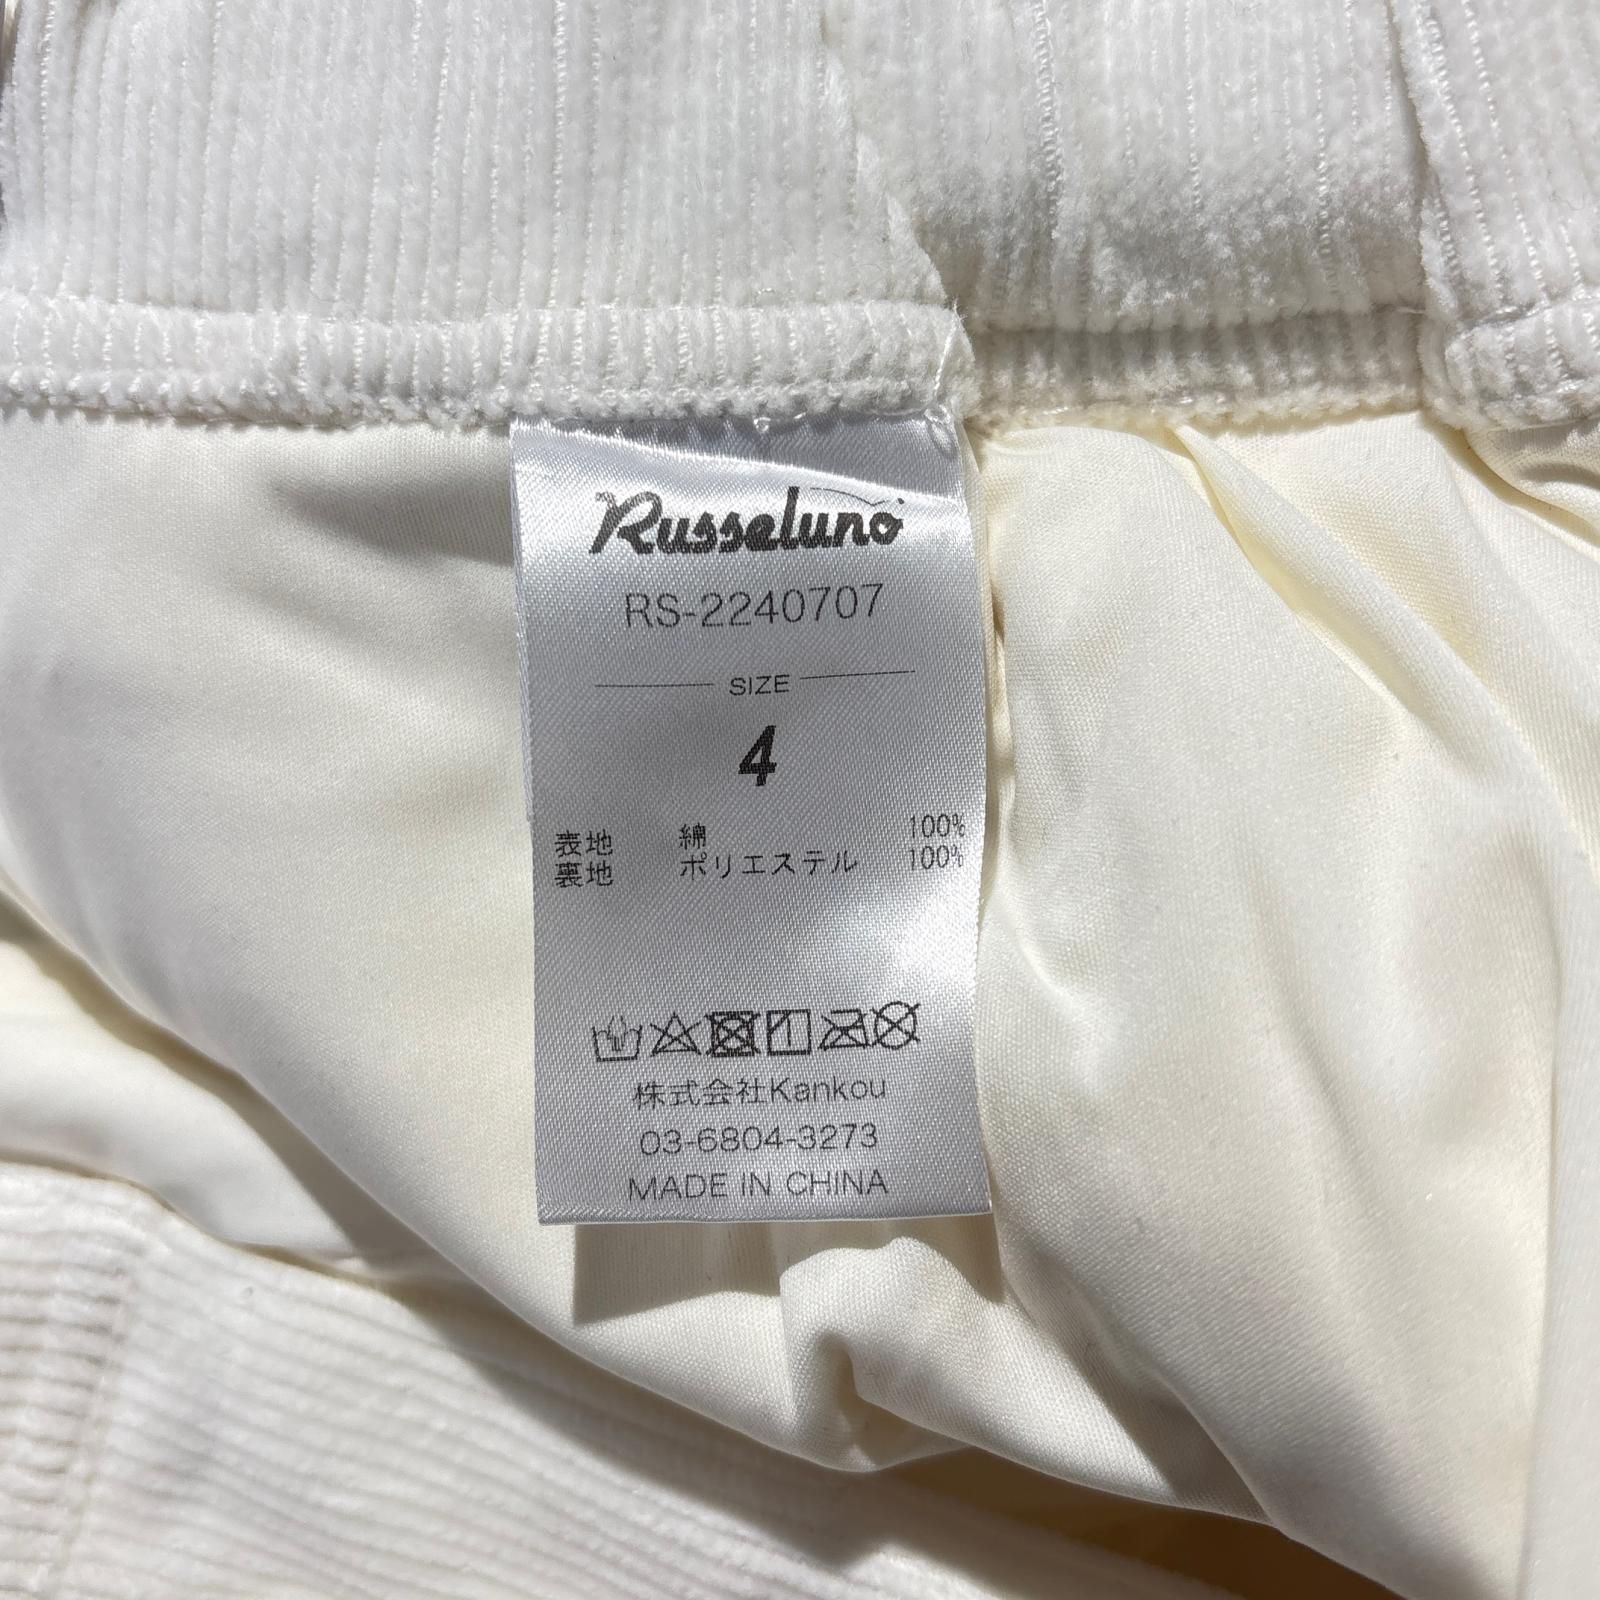 Russeluno
RS-2240707
SIZE
4
表地 綿 100%
裏地 ポリエステル 100%
株式会社Kankou
03-6804-3273
MADE IN CHINA